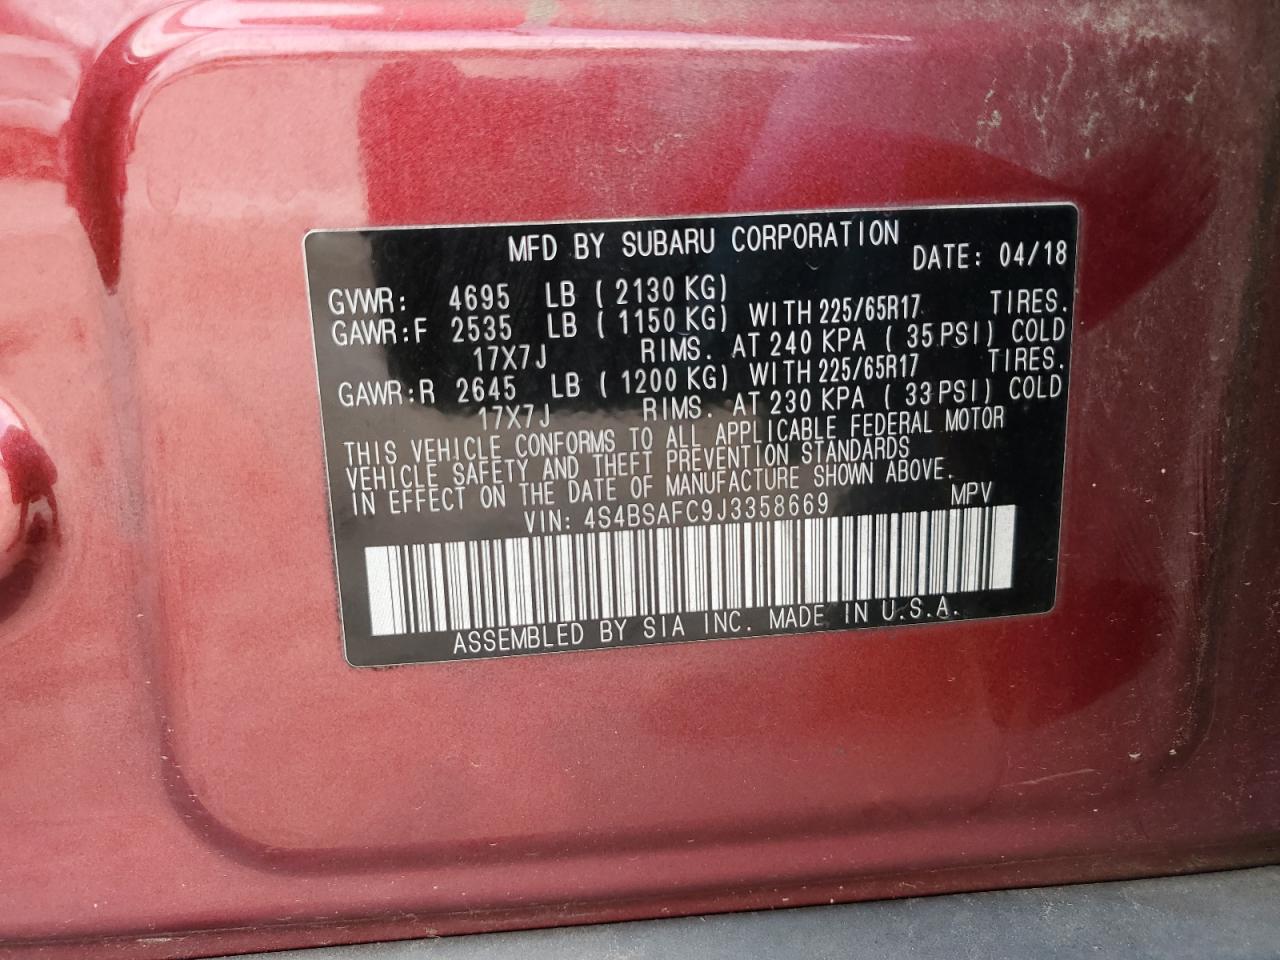 MFD BY SUBARU CORPORATION DATE: 04/18
GVWR: 4695 LB ( 2130 KG)
GAWR:F 2535 LB ( 1150 KG) WITH 225/65R17 TIRES.
17X7J RIMS. AT 240 KPA ( 35 PSI) COLD
GAWR:R 2645 LB ( 1200 KG) WITH 225/65R17 TIRES.
17X7J RIMS. AT 230 KPA ( 33 PSI) COLD
THIS VEHICLE CONFORMS TO ALL APPLICABLE FEDERAL MOTOR
VEHICLE SAFETY AND THEFT PREVENTION STANDARDS
IN EFFECT ON THE DATE OF MANUFACTURE SHOWN ABOVE.
VIN: 4S4BSAFC9J3358669 MPV
ASSEMBLED BY SIA INC. MADE IN U.S.A.